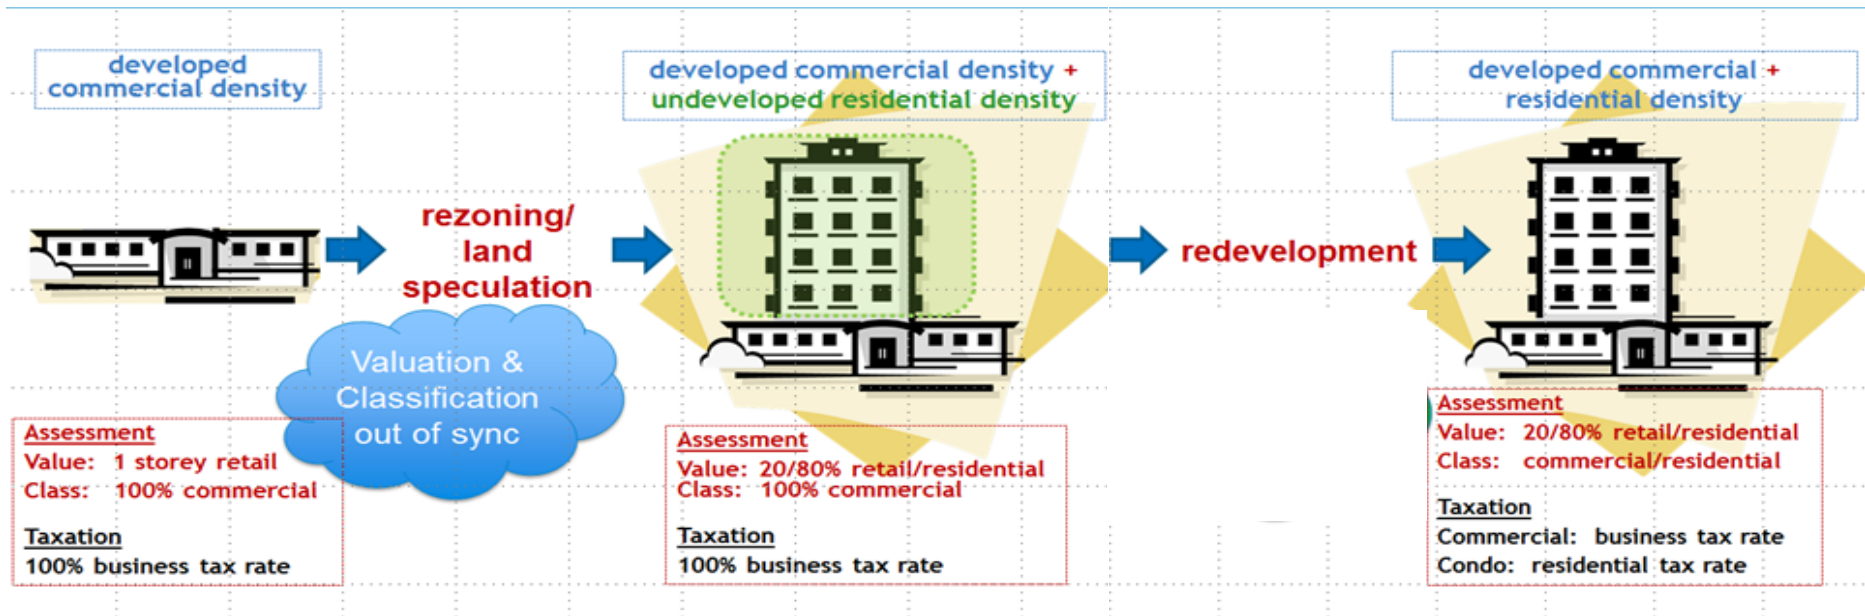 developed
commercial density
rezoning/
land
speculation
Valuation &
Classification
out of sync
Assessment
Value: 1 storey retail
Class: 100% commercial
Taxation
100% business tax rate
developed commercial density +
undeveloped residential density
Assessment
Value: 20/80% retail/residential
Class: 100% commercial
Taxation
100% business tax rate
redevelopment
developed commercial +
residential density
Assessment
Value: 20/80% retail/residential
Class: commercial/residential
Taxation
Commercial: business tax rate
Condo: residential tax rate